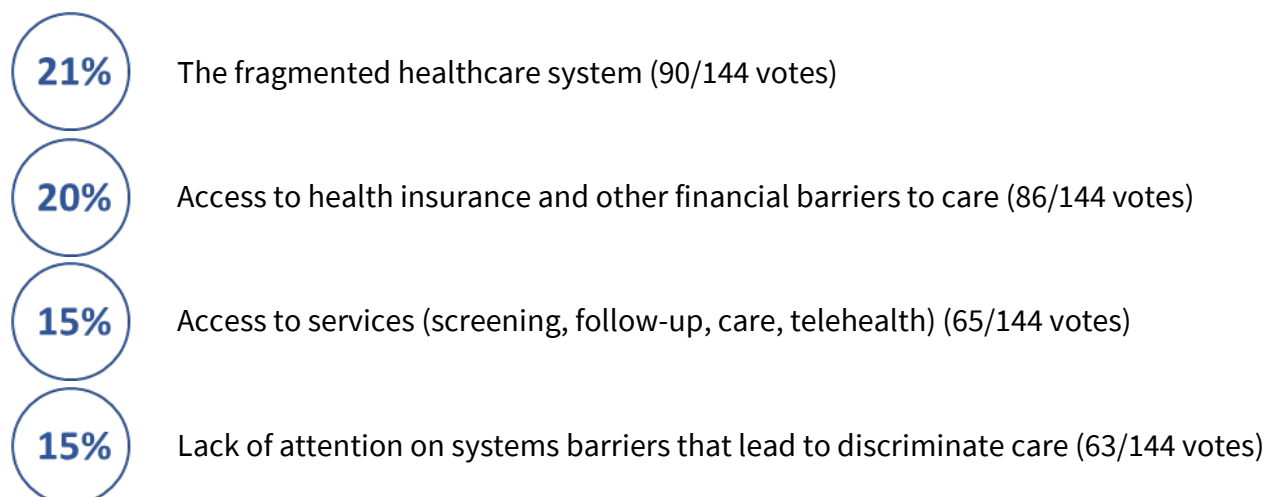 21% The fragmented healthcare system (90/144 votes)
20% Access to health insurance and other financial barriers to care (86/144 votes)
15% Access to services (screening, follow-up, care, telehealth) (65/144 votes)
15% Lack of attention on systems barriers that lead to discriminate care (63/144 votes)